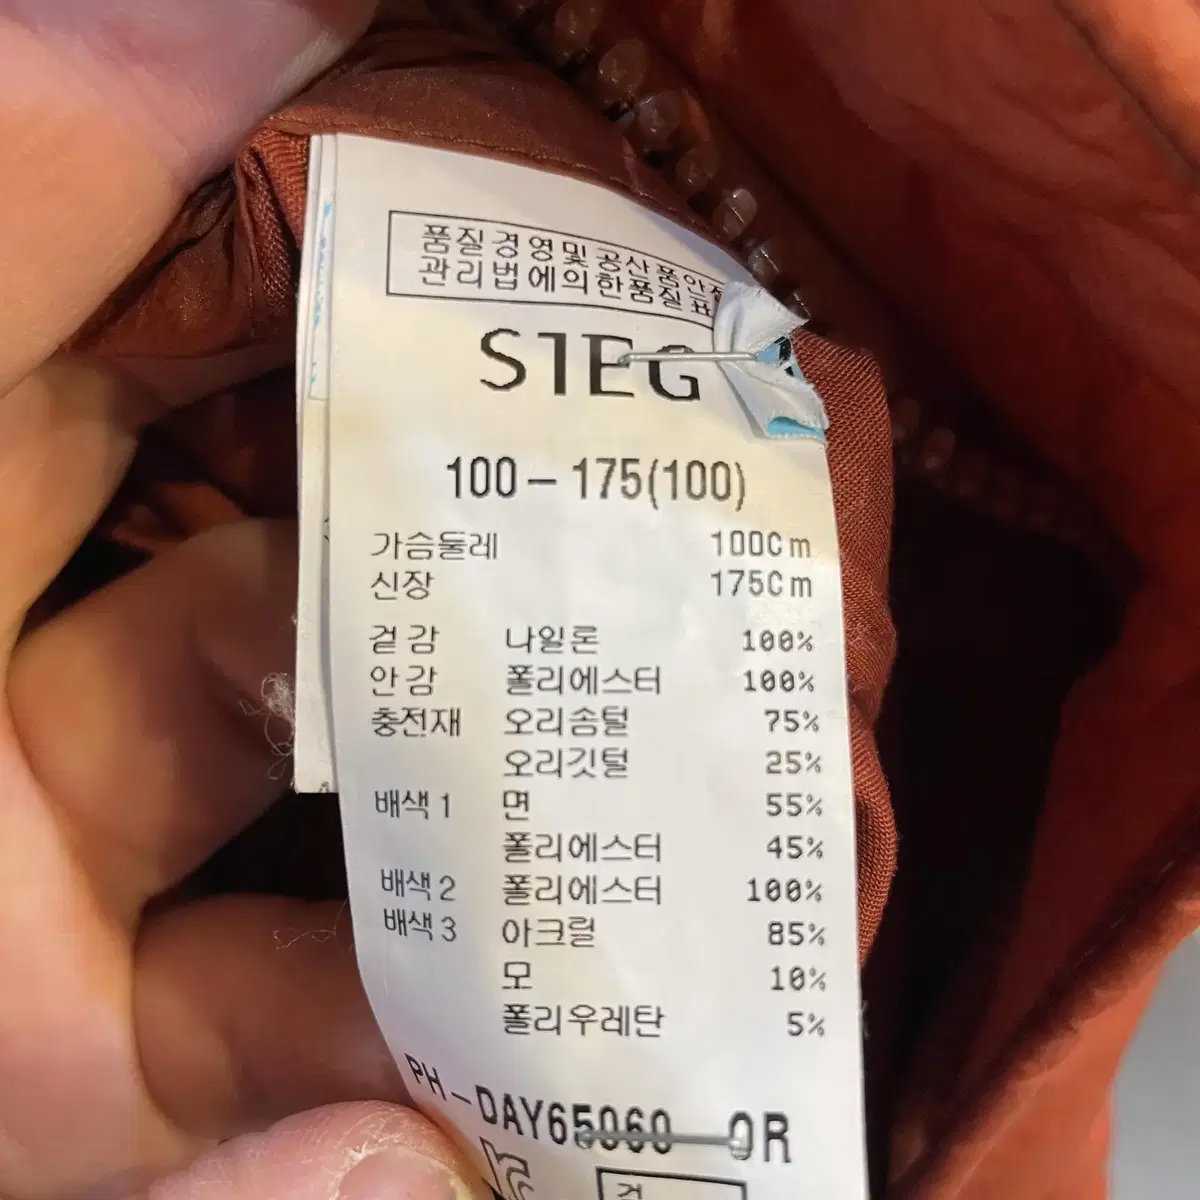 품질경영및공산품안전
관리법에의한품질표
SIEG
100-175(100)
가슴둘레 100Cm
신장 175Cm
겉감 나일론 100%
안감 폴리에스터 100%
충전재 오리솜털 75%
오리깃털 25%
배색1 면 55%
폴리에스터 45%
배색2 폴리에스터 100%
배색3 아크릴 85%
모 10%
폴리우레탄 5%
PH-DAY65060 OR